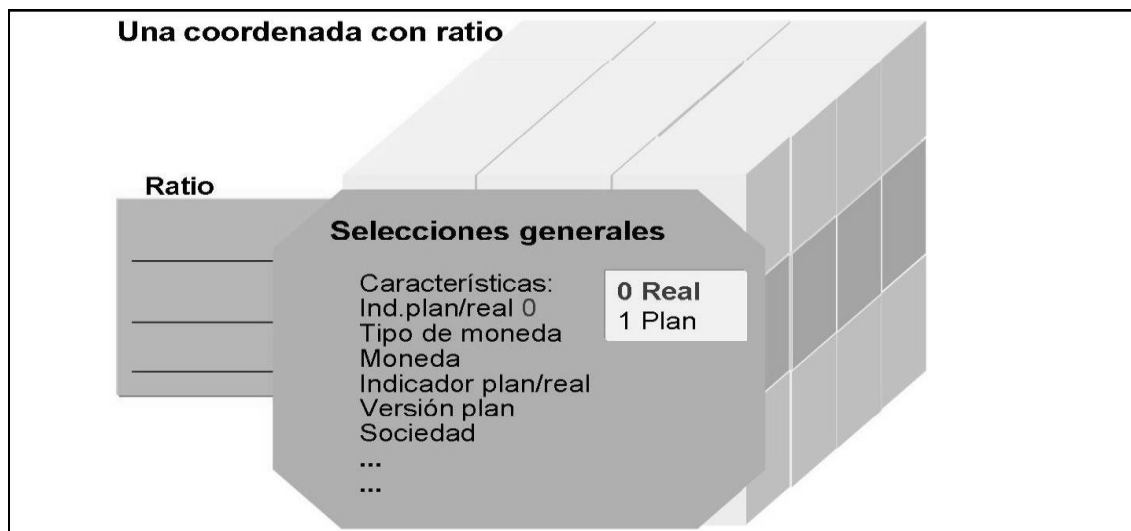 Una coordenada con ratio
Ratio
Selecciones generales
Características:
Ind.plan/real 0
Tipo de moneda
Moneda
Indicador plan/real
Versión plan
Sociedad
...
...
0 Real
1 Plan